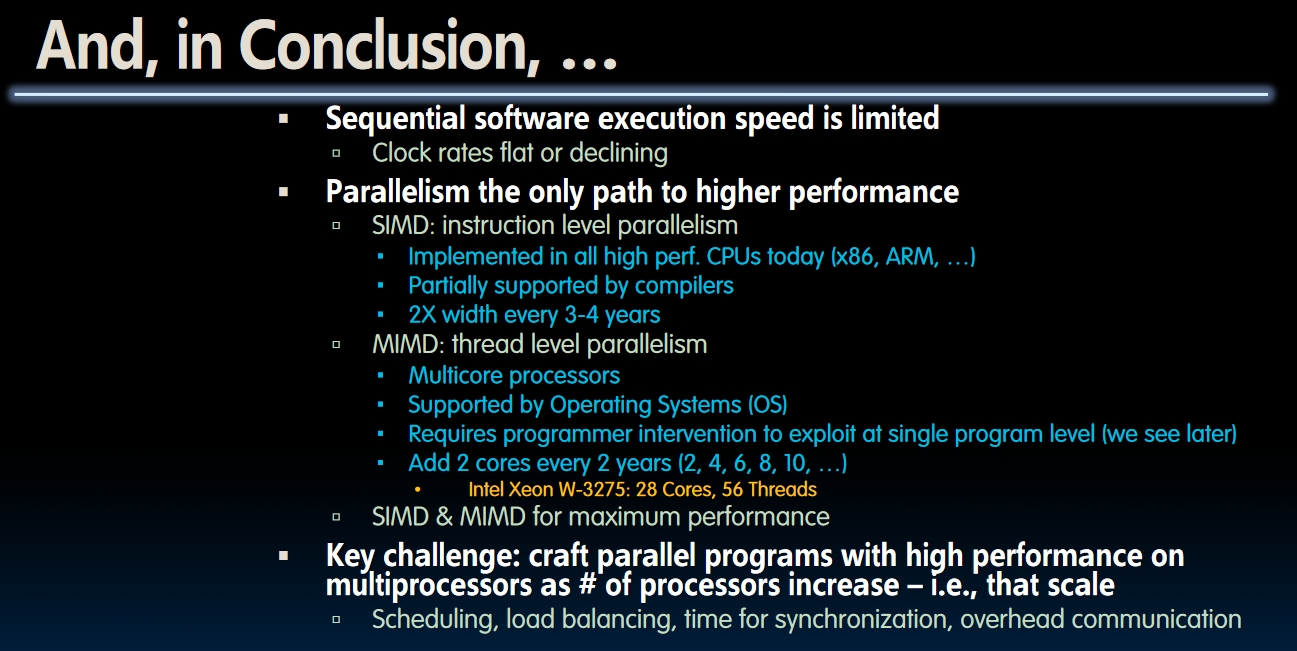 And, in Conclusion, …
Sequential software execution speed is limited
Clock rates flat or declining
Parallelism the only path to higher performance
SIMD: instruction level parallelism
Implemented in all high perf. CPUs today (x86, ARM, …)
Partially supported by compilers
2X width every 3-4 years
MIMD: thread level parallelism
Multicore processors
Supported by Operating Systems (OS)
Requires programmer intervention to exploit at single program level (we see later)
Add 2 cores every 2 years (2, 4, 6, 8, 10, …)
Intel Xeon W-3275: 28 Cores, 56 Threads
SIMD & MIMD for maximum performance
Key challenge: craft parallel programs with high performance on
multiprocessors as # of processors increase – i.e., that scale
Scheduling, load balancing, time for synchronization, overhead communication